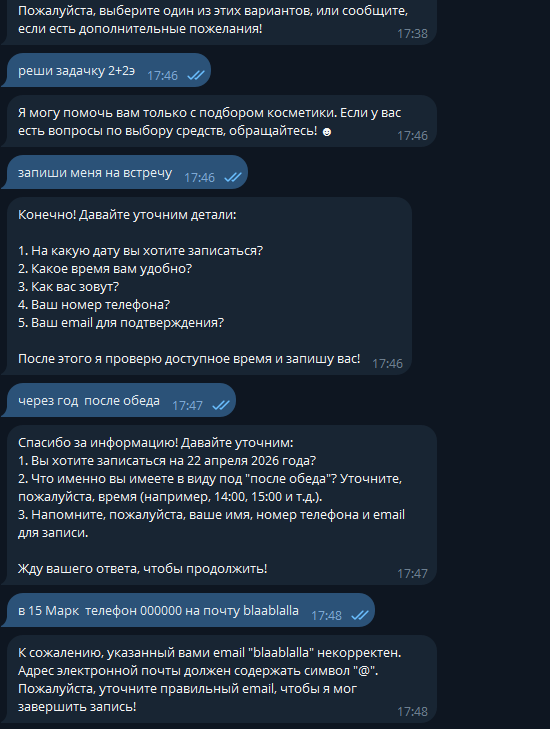 Пожалуйста, выберите один из этих вариантов, или сообщите,
если есть дополнительные пожелания!
17:38
реши задачку 2+2э 17:46
Я могу помочь вам только с подбором косметики. Если у вас
есть вопросы по выбору средств, обращайтесь! ☻
17:46
запиши меня на встречу 17:46
Конечно! Давайте уточним детали:
1. На какую дату вы хотите записаться?
2. Какое время вам удобно?
3. Как вас зовут?
4. Ваш номер телефона?
5. Ваш email для подтверждения?
После этого я проверю доступное время и запишу вас! 17:46
через год  после обеда 17:47
Спасибо за информацию! Давайте уточним:
1. Вы хотите записаться на 22 апреля 2026 года?
2. Что именно вы имеете в виду под "после обеда"? Уточните,
пожалуйста, время (например, 14:00, 15:00 и т.д.).
3. Напомните, пожалуйста, ваше имя, номер телефона и email
для записи.
Жду вашего ответа, чтобы продолжить! 17:47
в 15 Марк  телефон 000000 на почту blaablalla 17:48
К сожалению, указанный вами email "blaablalla" некорректен.
Адрес электронной почты должен содержать символ "@".
Пожалуйста, уточните правильный email, чтобы я мог
завершить запись! 17:48